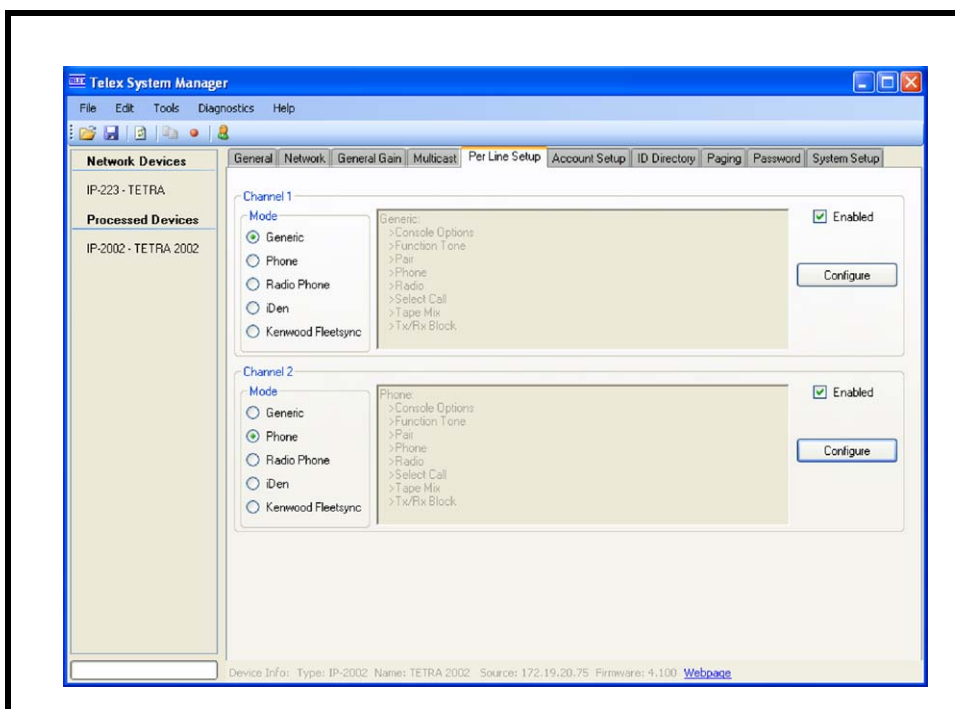 TELEX Telex System Manager
File Edit Tools Diagnostics Help
Network Devices
IP-223 - TETRA
Processed Devices
IP-2002 - TETRA 2002
General Network General Gain Multicast Per Line Setup Account Setup ID Directory Paging Password System Setup
Channel 1
Mode
Generic
Phone
Radio Phone
iDen
Kenwood Fleetsync
Generic:
>Console Options
>Function Tone
>Pair
>Phone
>Radio
>Select Call
>Tape Mix
>Tx/Rx Block
Enabled
Configure
Channel 2
Mode
Generic
Phone
Radio Phone
iDen
Kenwood Fleetsync
Phone:
>Console Options
>Function Tone
>Pair
>Phone
>Radio
>Select Call
>Tape Mix
>Tx/Rx Block
Enabled
Configure
Device Info: Type: IP-2002 Name: TETRA 2002 Source: 172.19.20.75 Firmware: 4.100 Webpage